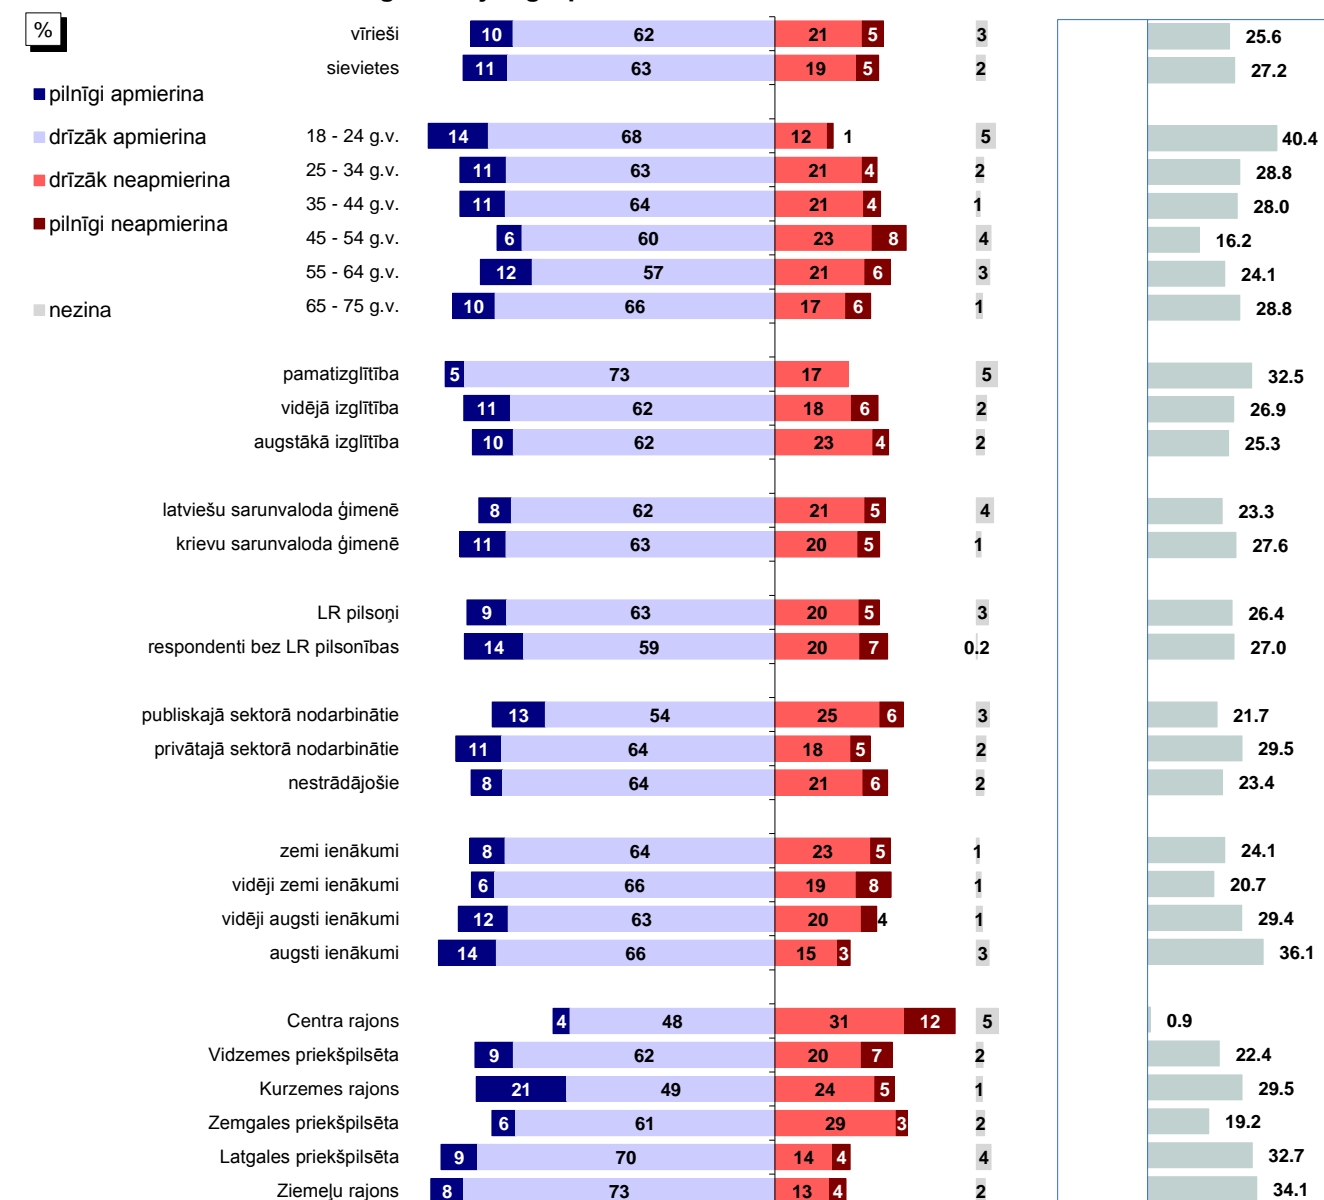 %
pilnīgi apmierina
drīzāk apmierina
drīzāk neapmierina
pilnīgi neapmierina
nezina
vīrieši 10 62 21 5 3 25.6
sievietes 11 63 19 5 2 27.2
18 - 24 g.v. 14 68 12 1 5 40.4
25 - 34 g.v. 11 63 21 4 2 28.8
35 - 44 g.v. 11 64 21 4 1 28.0
45 - 54 g.v. 6 60 23 8 4 16.2
55 - 64 g.v. 12 57 21 6 3 24.1
65 - 75 g.v. 10 66 17 6 1 28.8
pamatizglītība 5 73 17 5 32.5
vidējā izglītība 11 62 18 6 2 26.9
augstākā izglītība 10 62 23 4 2 25.3
latviešu sarunvaloda ģimenē 8 62 21 5 4 23.3
krievu sarunvaloda ģimenē 11 63 20 5 1 27.6
LR pilsoņi 9 63 20 5 3 26.4
respondenti bez LR pilsonības 14 59 20 7 0.2 27.0
publiskajā sektorā nodarbinātie 13 54 25 6 3 21.7
privātajā sektorā nodarbinātie 11 64 18 5 2 29.5
nestrādājošie 8 64 21 6 2 23.4
zemi ienākumi 8 64 23 5 1 24.1
vidēji zemi ienākumi 6 66 19 8 1 20.7
vidēji augsti ienākumi 12 63 20 4 1 29.4
augsti ienākumi 14 66 15 3 3 36.1
Centra rajons 4 48 31 12 5 0.9
Vidzemes priekšpilsēta 9 62 20 7 2 22.4
Kurzemes rajons 21 49 24 5 1 29.5
Zemgales priekšpilsēta 6 61 29 3 2 19.2
Latgales priekšpilsēta 9 70 14 4 4 32.7
Ziemeļu rajons 8 73 13 4 2 34.1